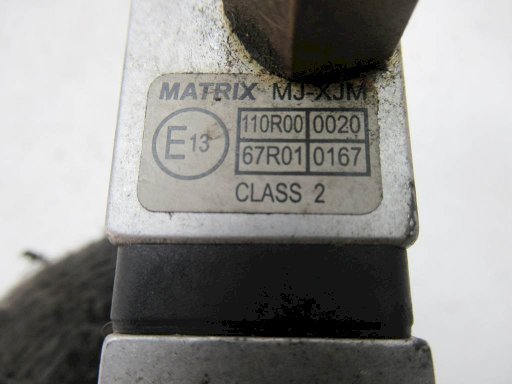 MATRIX MJ-XJM
E13 110R00 0020
67R01 0167
CLASS 2